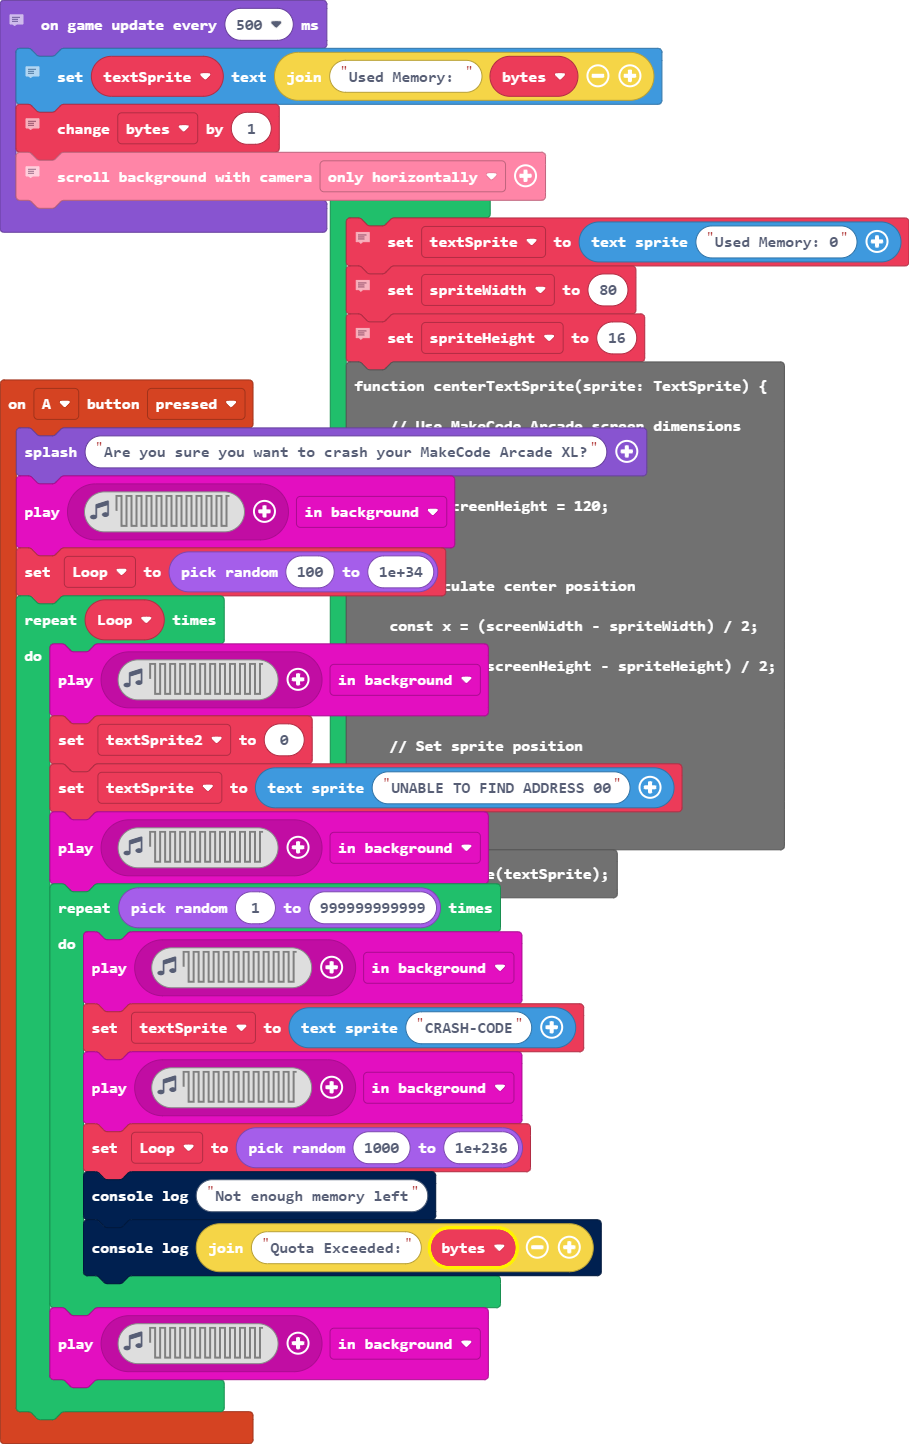 on game update every 500 ms
set textSprite text join "Used Memory: " bytes
change bytes by 1
scroll background with camera only horizontally
set textSprite to text sprite "Used Memory: 0"
set spriteWidth to 80
set spriteHeight to 16
function centerTextSprite(sprite: TextSprite) {
// Use MakeCode Arcade screen dimensions
creenHeight = 120;
culate center position
const x = (screenWidth - spriteWidth) / 2;
screenHeight - spriteHeight) / 2;
// Set sprite position
e(textSprite);
on A button pressed
splash "Are you sure you want to crash your MakeCode Arcade XL?"
play in background
set Loop to pick random 100 to 1e+34
repeat Loop times
do
play in background
set textSprite2 to 0
set textSprite to text sprite "UNABLE TO FIND ADDRESS 00"
play in background
repeat pick random 1 to 999999999999 times
do
play in background
set textSprite to text sprite "CRASH-CODE"
play in background
set Loop to pick random 1000 to 1e+236
console log "Not enough memory left"
console log join "Quota Exceeded:" bytes
play in background